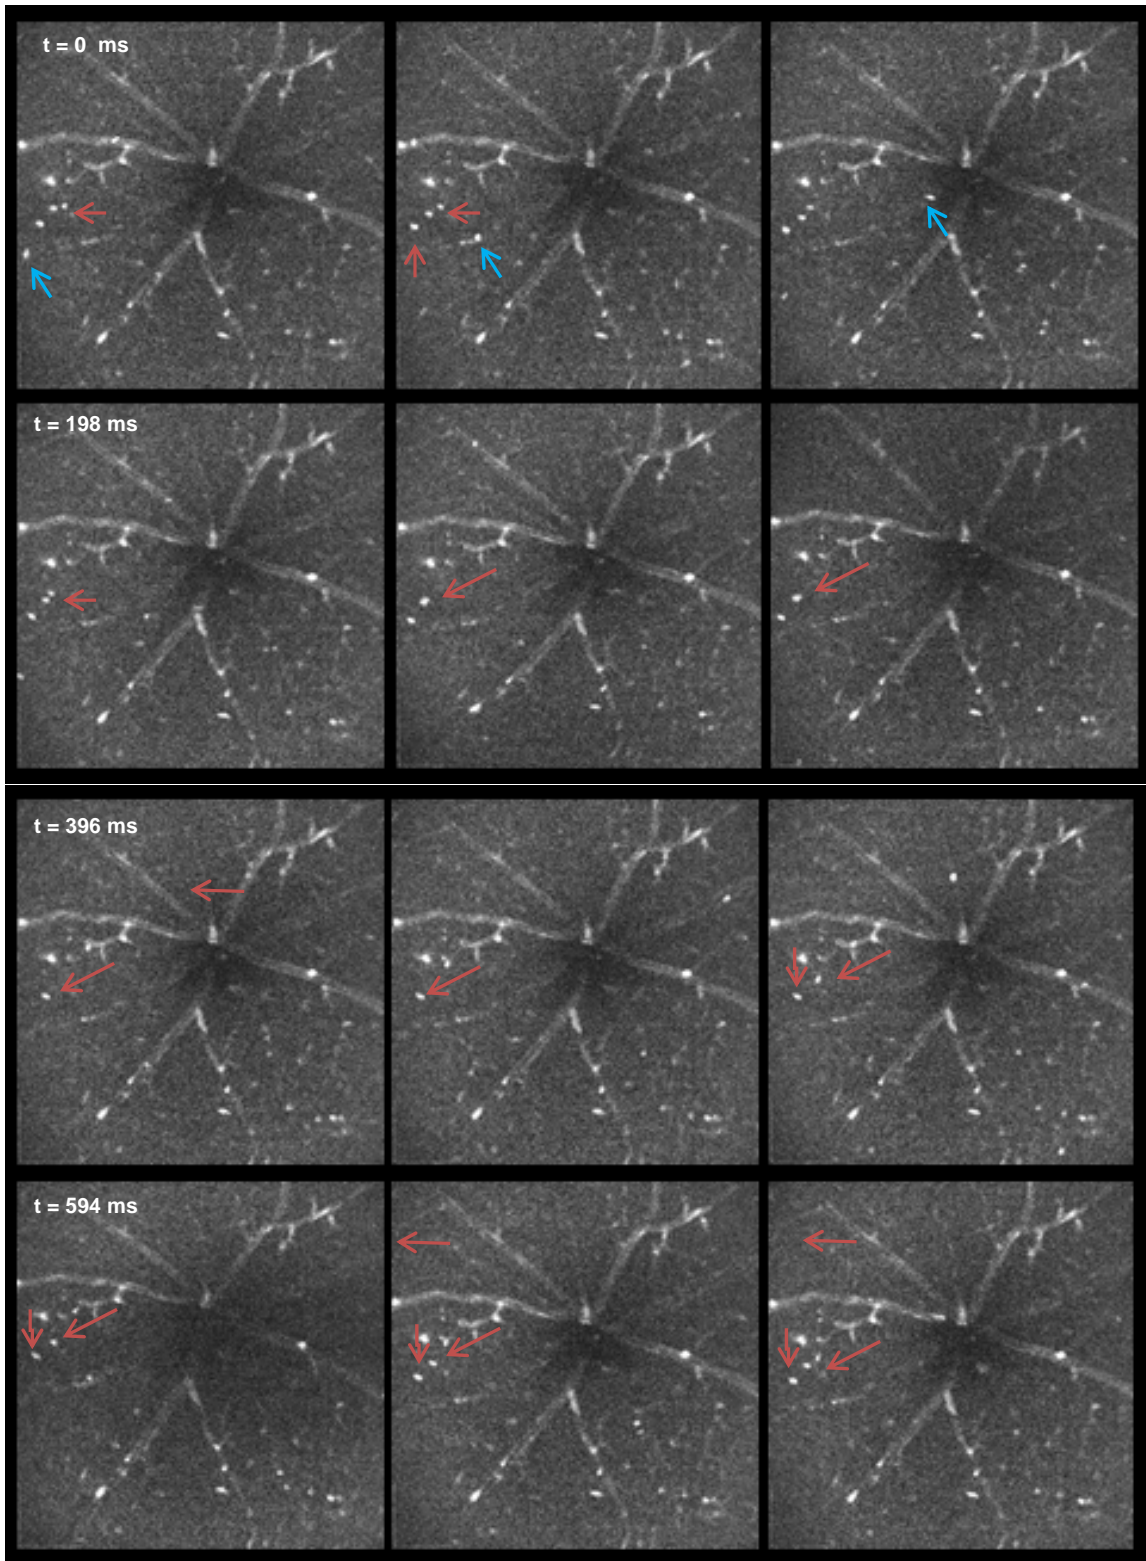 t = 0 ms
t = 198 ms
t = 396 ms
t = 594 ms